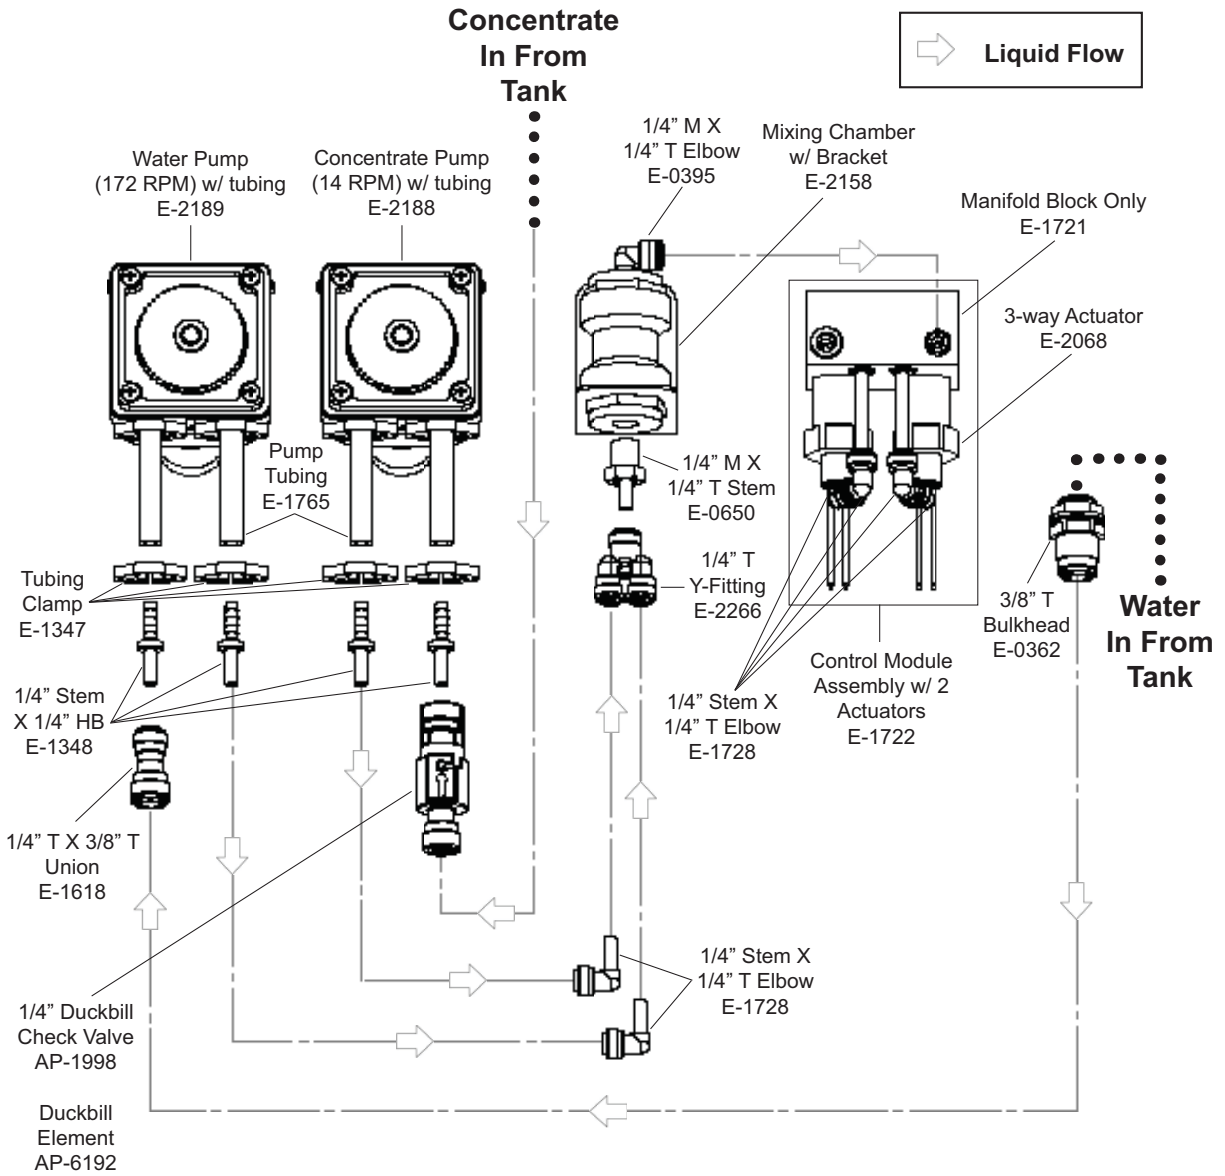 Concentrate
In From
Tank
Liquid Flow
1/4” M X
1/4” T Elbow
E-0395
Mixing Chamber
w/ Bracket
E-2158
Water Pump
(172 RPM) w/ tubing
E-2189
Concentrate Pump
(14 RPM) w/ tubing
E-2188
Manifold Block Only
E-1721
3-way Actuator
E-2068
Pump
Tubing
E-1765
1/4” M X
1/4” T Stem
E-0650
1/4” T
Y-Fitting
E-2266
Tubing
Clamp
E-1347
3/8” T
Bulkhead
E-0362
Water
In From
Tank
1/4” Stem
X 1/4” HB
E-1348
1/4” Stem X
1/4” T Elbow
E-1728
Control Module
Assembly w/ 2
Actuators
E-1722
1/4” T X 3/8” T
Union
E-1618
1/4” Stem X
1/4” T Elbow
E-1728
1/4” Duckbill
Check Valve
AP-1998
Duckbill
Element
AP-6192